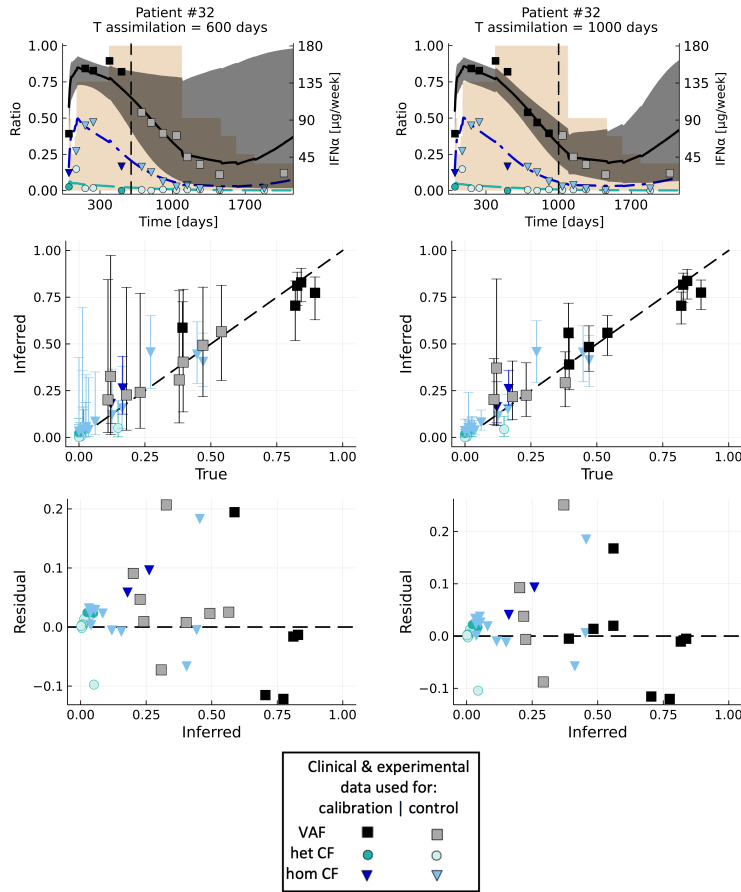 Patient #32
T assimilation = 600 days
1.00
0.75
0.50
0.25
0.00
Ratio
180
135
90
45
IFNα [µg/week]
300
1000
1700
Time [days]
Patient #32
T assimilation = 1000 days
1.00
0.75
0.50
0.25
0.00
Ratio
180
135
90
45
IFNα [µg/week]
300
1000
1700
Time [days]
1.00
0.75
0.50
0.25
0.00
Inferred
0.00
0.25
0.50
0.75
1.00
True
1.00
0.75
0.50
0.25
0.00
Inferred
0.00
0.25
0.50
0.75
1.00
True
0.2
0.1
0.0
−0.1
Residual
0.00
0.25
0.50
0.75
1.00
Inferred
0.2
0.1
0.0
−0.1
Residual
0.00
0.25
0.50
0.75
1.00
Inferred
Clinical & experimental
data used for:
calibration | control
VAF
het CF
hom CF